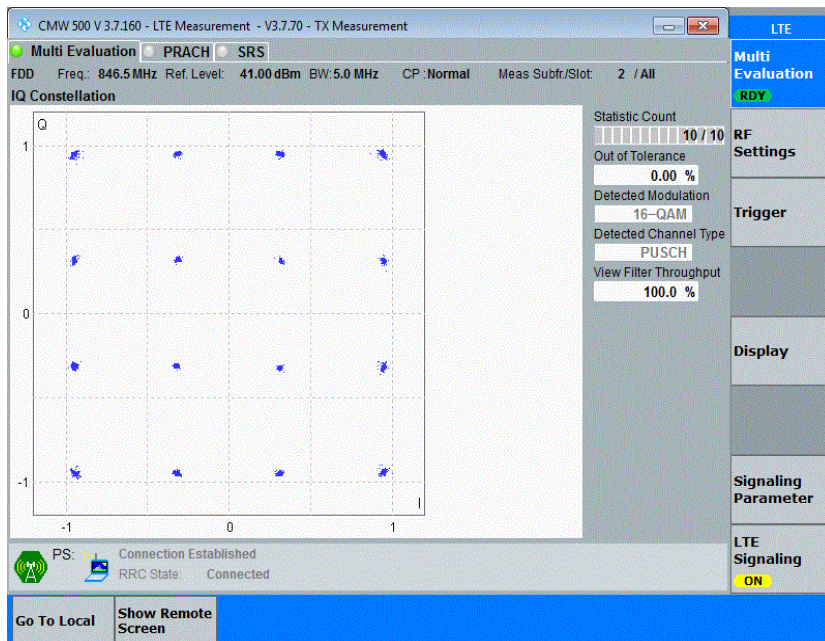 CMW 500 V 3.7.160 - LTE Measurement - V3.7.70 - TX Measurement
Multi Evaluation PRACH SRS
FDD Freq.: 846.5 MHz Ref. Level: 41.00 dBm BW: 5.0 MHz CP : Normal Meas Subfr./Slot: 2 / All
IQ Constellation
Q
1
0
-1
I
-1 0 1
Statistic Count
10 / 10
Out of Tolerance
0.00 %
Detected Modulation
16-QAM
Detected Channel Type
PUSCH
View Filter Throughput
100.0 %
PS: Connection Established
RRC State: Connected
LTE
Multi
Evaluation
RDY
RF
Settings
Trigger
Display
Signaling
Parameter
LTE
Signaling
ON
Go To Local
Show Remote
Screen